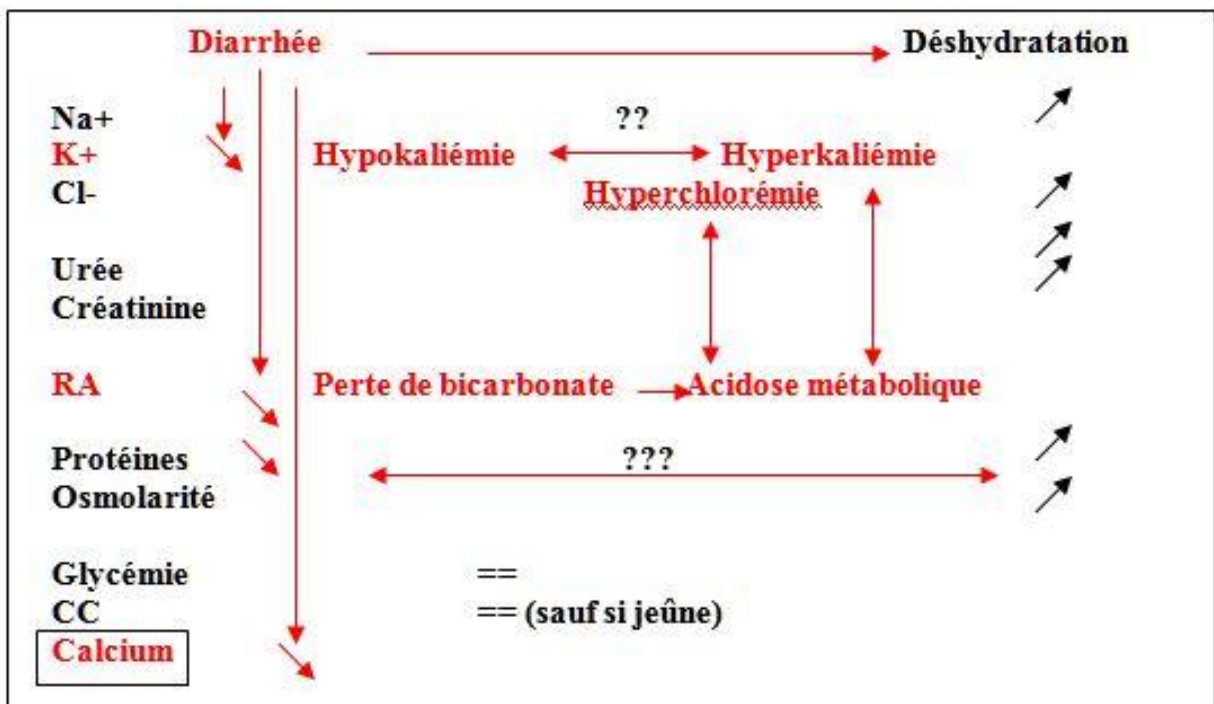 Diarrhée Déshydratation
Na+ ??
K+ Hypokaliémie Hyperkaliémie
Cl- Hyperchlorémie
Urée
Créatinine
RA Perte de bicarbonate Acidose métabolique
Protéines ???
Osmolarité
Glycémie ==
CC == (sauf si jeûne)
Calcium